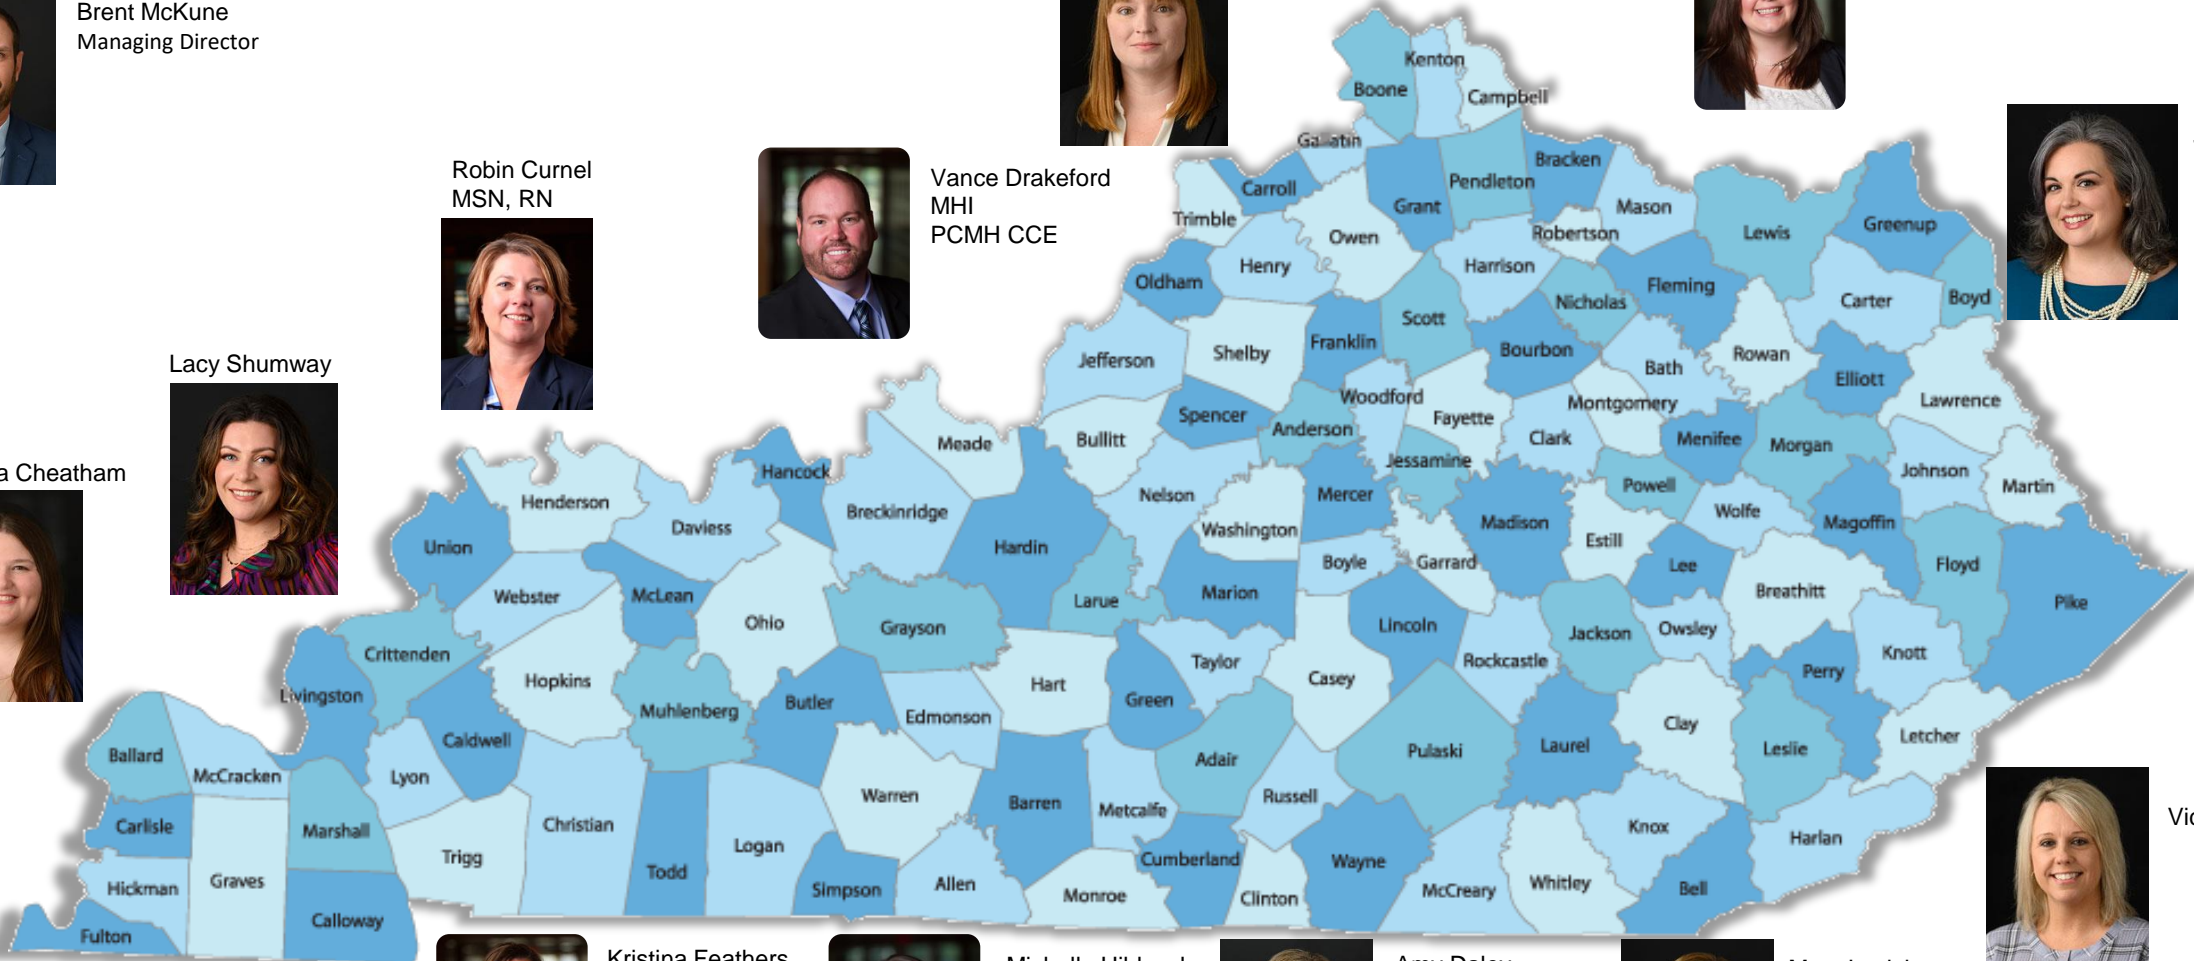 Brent McKune
Managing Director
Robin Curnel
MSN, RN
Vance Drakeford
MHI
PCMH CCE
Lacy Shumway
a Cheatham
Kenton
Boone
Campbell
Bracken
Pendleton
Carroll
Grant
Mason
Trimble
Robertson
Owen
Lewis
Greenup
Henry
Harrison
Oldham
Fleming
Nicholas
Carter
Boyd
Scott
Franklin
Bourbon
Shelby
Jefferson
Rowan
Bath
Elliott
Woodford
Montgomery
Lawrence
Spencer
Fayette
Anderson
Clark
Menifee
Morgan
Bullitt
Meade
Jessamine
Hancock
Johnson
Powell
Martin
Mercer
Nelson
Henderson
Breckinridge
Wolfe
Madison
Magoffin
Daviess
Washington
Estill
Union
Hardin
Boyle
Garrard
Lee
Floyd
Breathitt
Marion
Webster
McLean
Larue
Pike
Ohio
Grayson
Lincoln
Jackson
Owsley
Crittenden
Knott
Taylor
Rockcastle
Perry
Hopkins
Casey
Hart
Livingston
Green
Butler
Muhlenberg
Edmonson
Clay
Letcher
Caldwell
Laurel
Leslie
Pulaski
Ballard
Adair
McCracken
Lyon
Warren
Russell
Barren
Metcalfe
Christian
Carlisle
Marshall
Knox
Harlan
Logan
Trigg
Cumberland
Wayne
Todd
Graves
Hickman
Simpson
Allen
Whitley
Bell
McCreary
Monroe
Clinton
Calloway
Fulton
Kristina Feathers